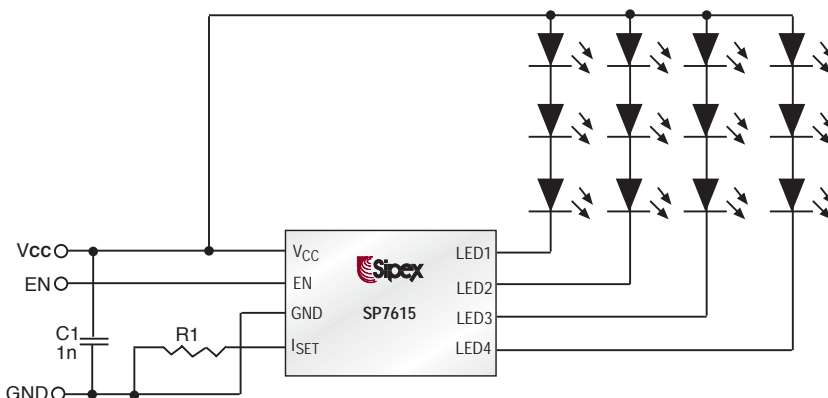 Vcc
EN
C1
1n
GND
R1
VCC
EN
GND
ISET
Sipex
SP7615
LED1
LED2
LED3
LED4